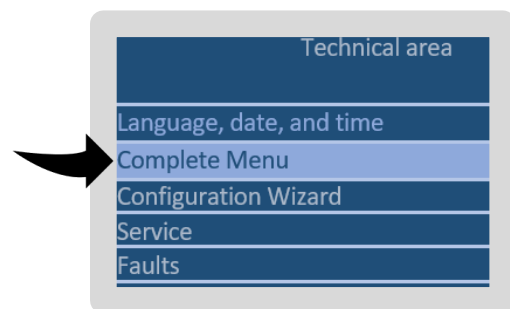 Technical area
Language, date, and time
Complete Menu
Configuration Wizard
Service
Faults